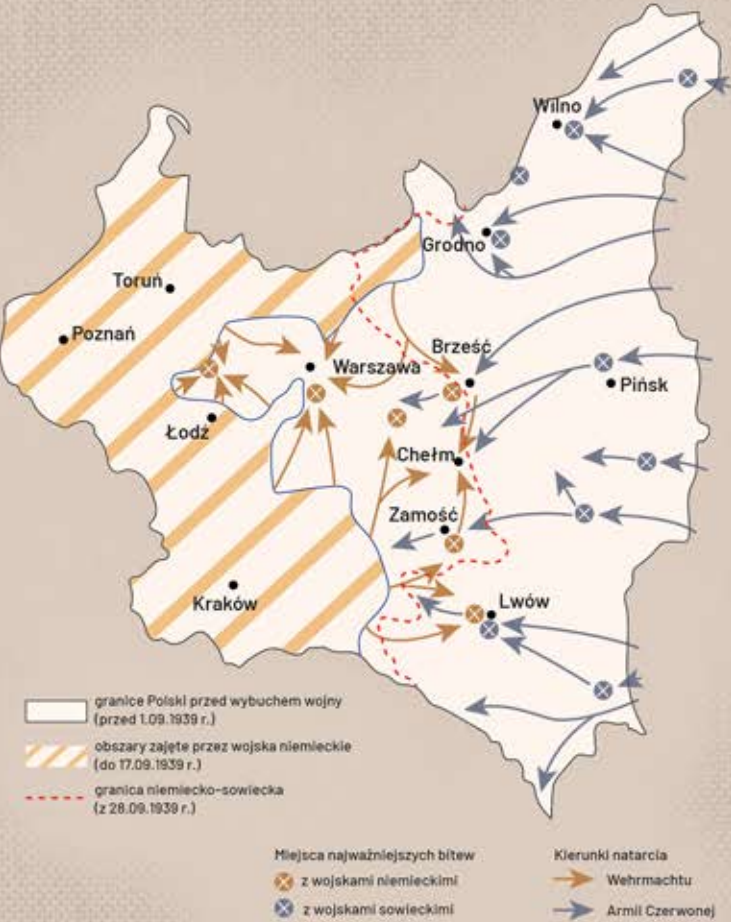 Wilno
Grodno
Toruń
Poznań
Warszawa
Brześć
Pińsk
Łodź
Chełm
Zamość
Kraków
Lwów
granice Polski przed wybuchem wojny
(przed 1.09.1939 r.)
obszary zajęte przez wojska niemieckie
(do 17.09.1939 r.)
granica niemiecko-sowiecka
(z 28.09.1939 r.)
Miejsca najważniejszych bitew
z wojskami niemieckimi
z wojskami sowieckimi
Kierunki natarcia
Wehrmachtu
Armii Czerwonej